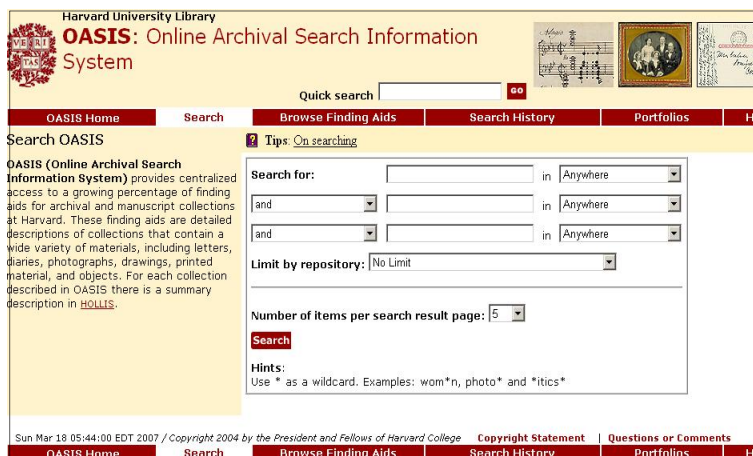 Harvard University Library
OASIS: Online Archival Search Information
System
VE RI
TAS
Quick search
GO
OASIS Home Search Browse Finding Aids Search History Portfolios H
Search OASIS
? Tips: On searching
OASIS (Online Archival Search
Information System) provides centralized
access to a growing percentage of finding
aids for archival and manuscript collections
at Harvard. These finding aids are detailed
descriptions of collections that contain a
wide variety of materials, including letters,
diaries, photographs, drawings, printed
material, and objects. For each collection
described in OASIS there is a summary
description in HOLLIS.
Search for: in Anywhere
and in Anywhere
and in Anywhere
Limit by repository: No Limit
Number of items per search result page: 5
Search
Hints:
Use * as a wildcard. Examples: wom*n, photo* and *itics*
Sun Mar 18 05:44:00 EDT 2007 / Copyright 2004 by the President and Fellows of Harvard College Copyright Statement | Questions or Comments
OASIS Home Search Browse Finding Aids Search History Portfolios H